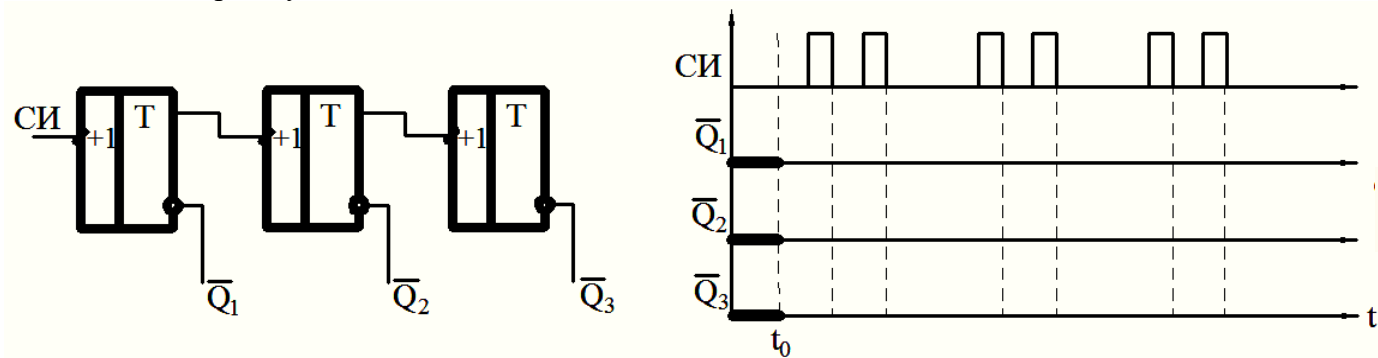 СИ +1 T +1 T +1 T
Q̅1 Q̅2 Q̅3
СИ
Q̅1
Q̅2
Q̅3
t0 t